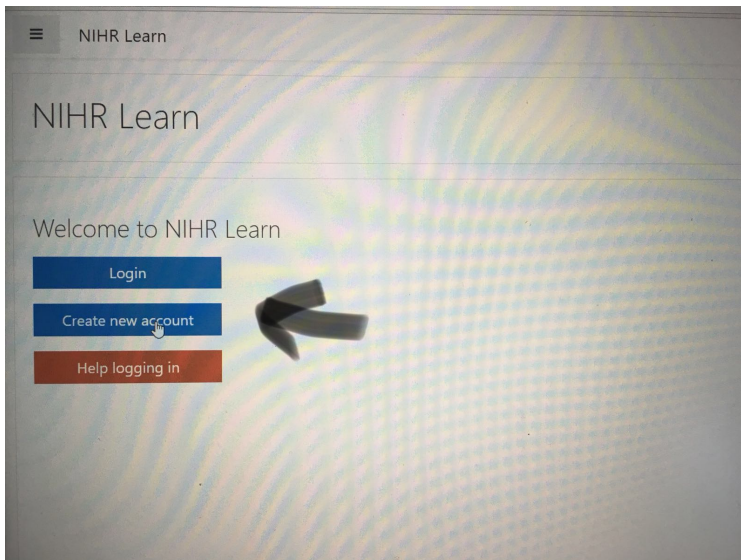 NIHR Learn
NIHR Learn
Welcome to NIHR Learn
Login
Create new account
Help logging in